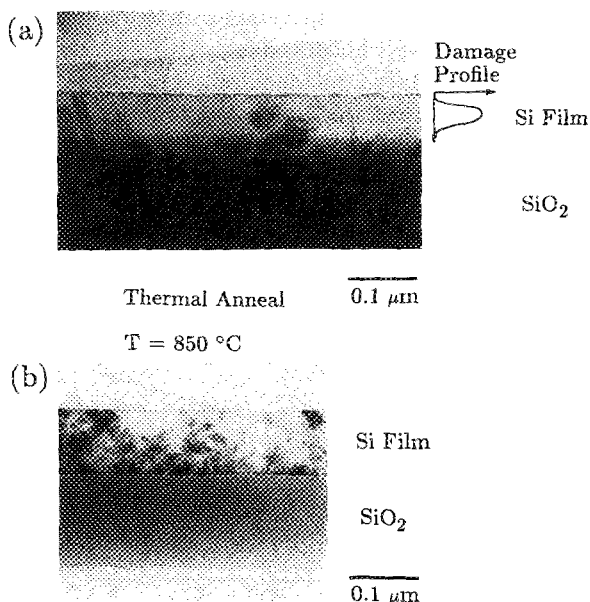 (a)
Damage
Profile
Si Film
SiO₂
Thermal Anneal
0.1 μm
T = 850 °C
(b)
Si Film
SiO₂
0.1 μm